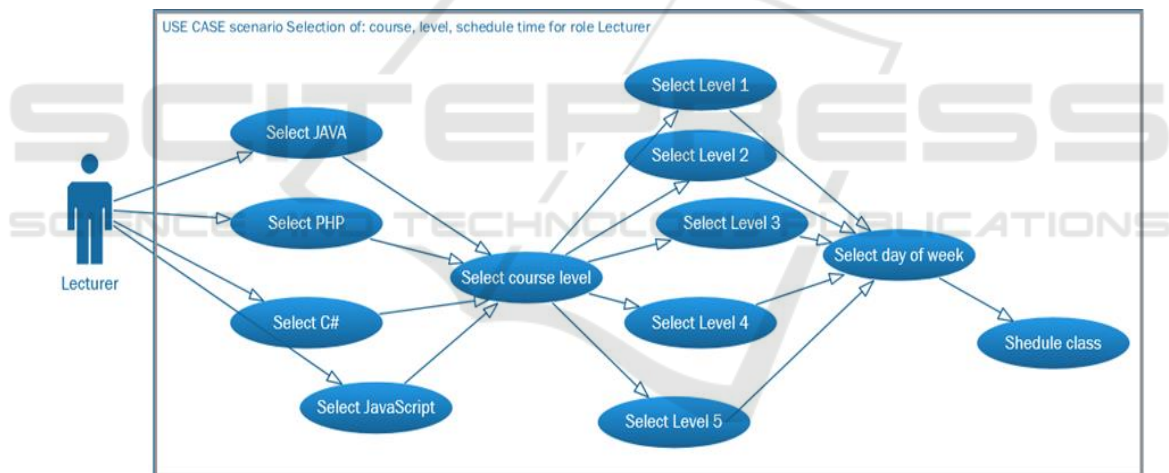 USE CASE scenario Selection of: course, level, schedule time for role Lecturer
SCITEPRESS
SCIENCE AND TECHNOLOGY PUBLICATIONS
Lecturer
Select JAVA
Select PHP
Select C#
Select JavaScript
Select course level
Select Level 1
Select Level 2
Select Level 3
Select Level 4
Select Level 5
Select day of week
Shedule class